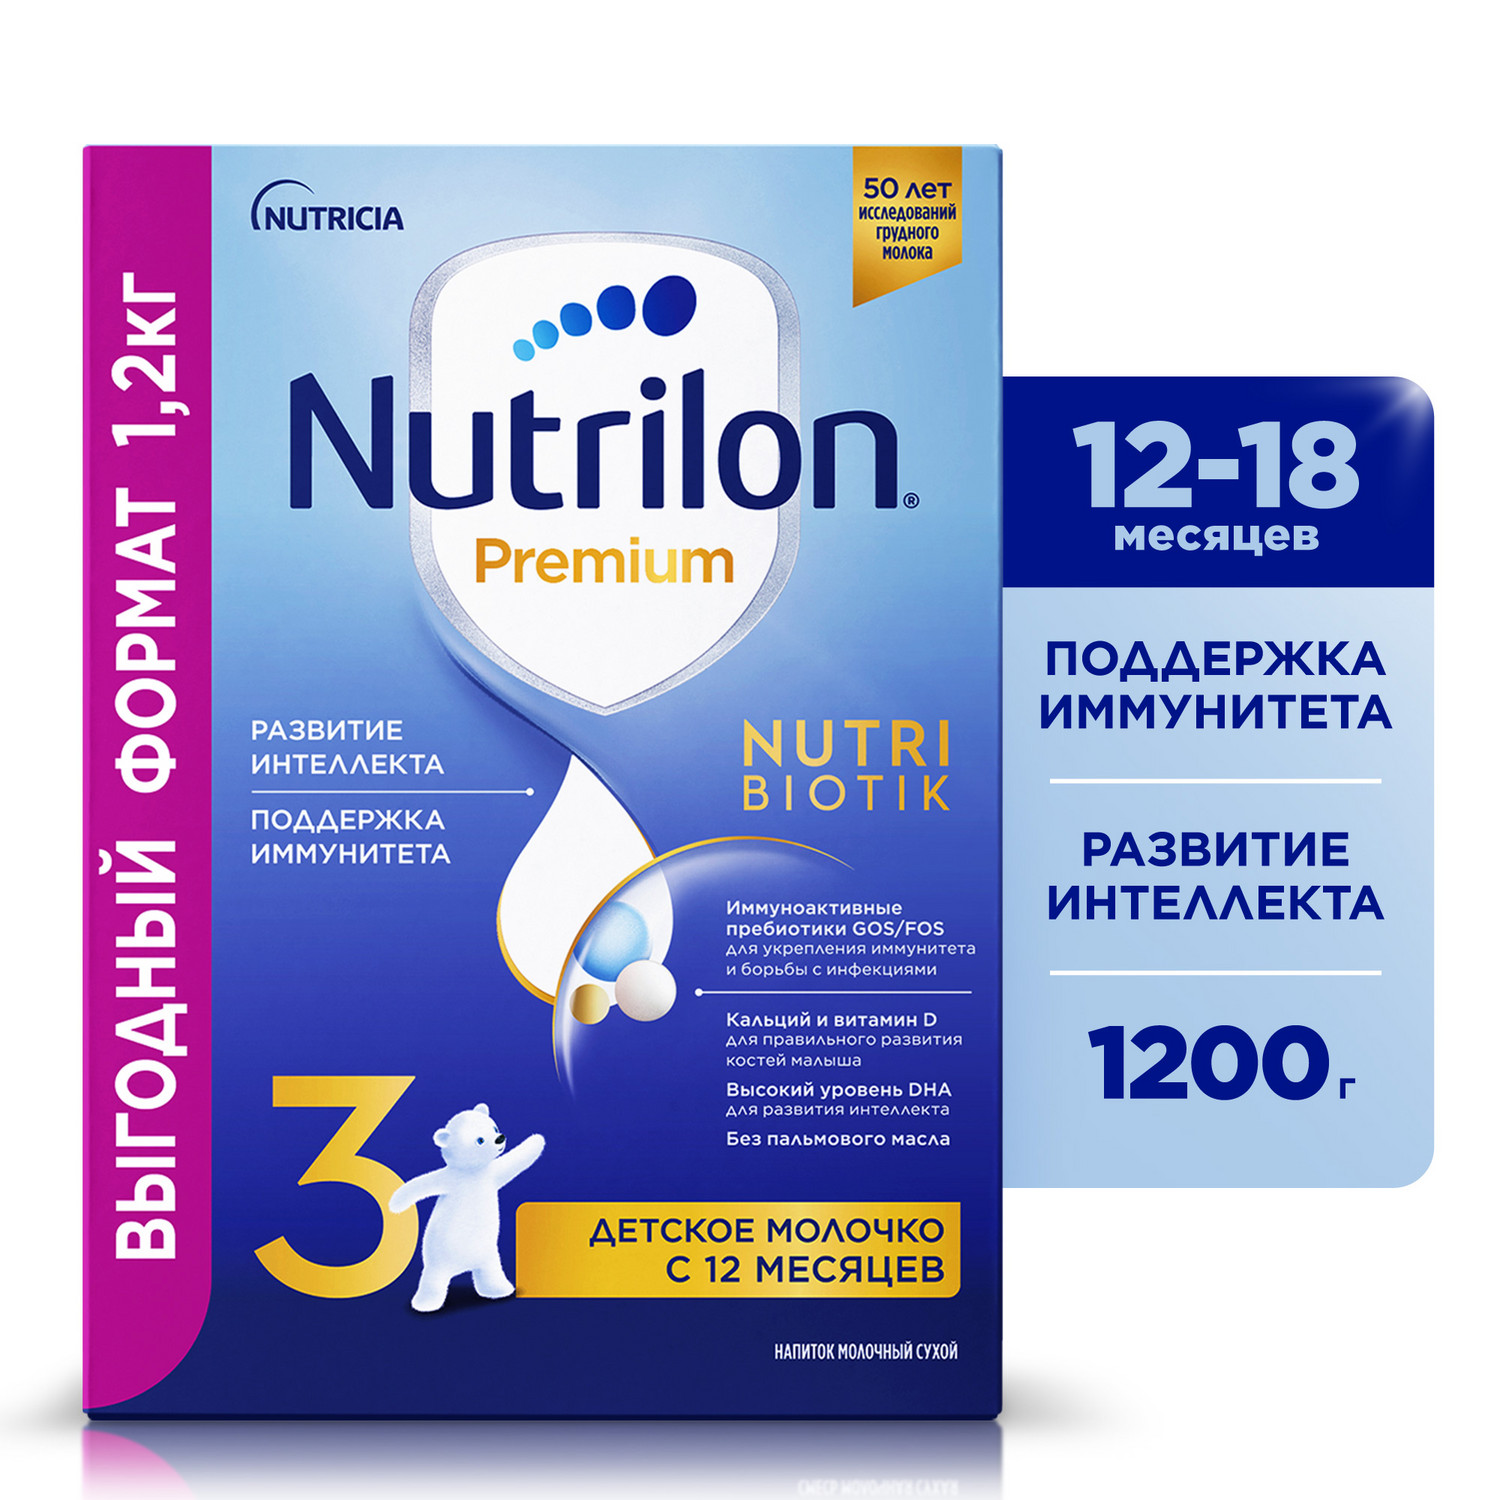 ВЫГОДНЫЙ ФОРМАТ 1,2кг
NUTRICIA
50 лет
исследований
грудного
молока
Nutrilon®
Premium
РАЗВИТИЕ
ИНТЕЛЛЕКТА
ПОДДЕРЖКА
ИММУНИТЕТА
NUTRI
BIOTIK
Иммуноактивные
пребиотики GOS/FOS
для укрепления иммунитета
и борьбы с инфекциями
Кальций и витамин D
для правильного развития
костей малыша
Высокий уровень DHA
для развития интеллекта
Без пальмового масла
3
ДЕТСКОЕ МОЛОЧКО
С 12 МЕСЯЦЕВ
НАПИТОК МОЛОЧНЫЙ СУХОЙ
12-18
месяцев
ПОДДЕРЖКА
ИММУНИТЕТА
РАЗВИТИЕ
ИНТЕЛЛЕКТА
1200 г